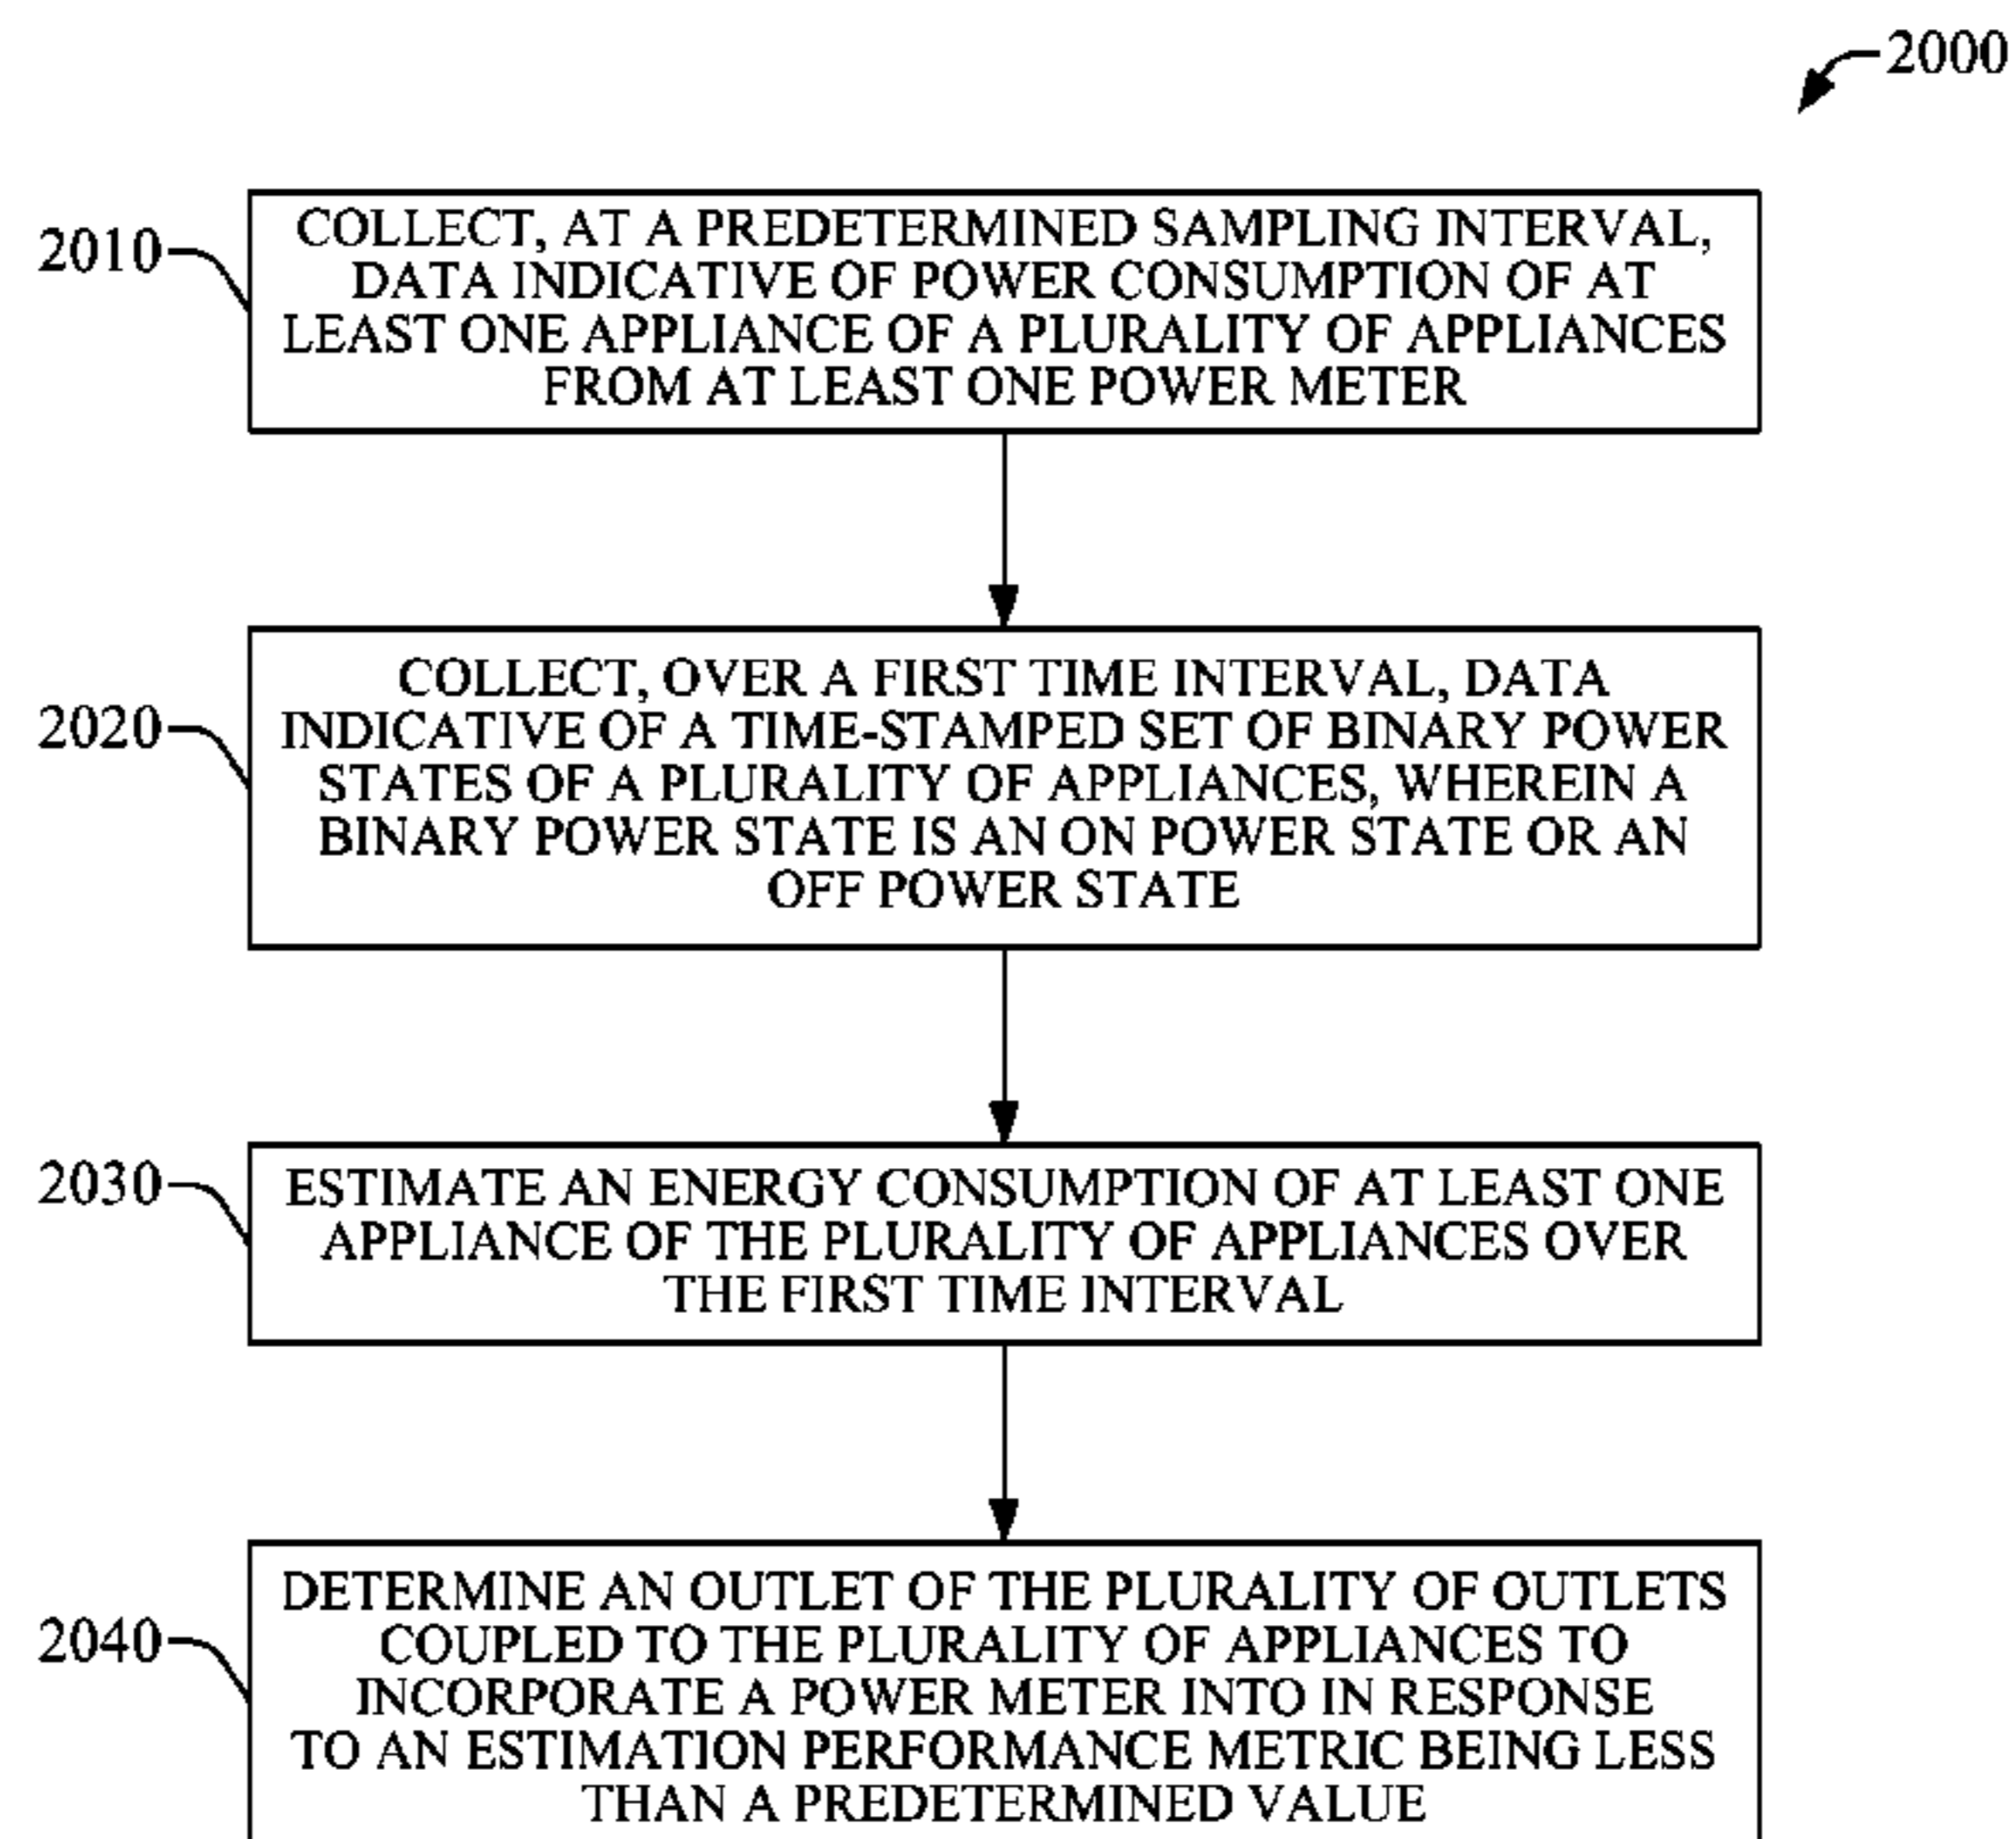 2000
2010
COLLECT, AT A PREDETERMINED SAMPLING INTERVAL,
DATA INDICATIVE OF POWER CONSUMPTION OF AT
LEAST ONE APPLIANCE OF A PLURALITY OF APPLIANCES
FROM AT LEAST ONE POWER METER
2020
COLLECT, OVER A FIRST TIME INTERVAL, DATA
INDICATIVE OF A TIME-STAMPED SET OF BINARY POWER
STATES OF A PLURALITY OF APPLIANCES, WHEREIN A
BINARY POWER STATE IS AN ON POWER STATE OR AN
OFF POWER STATE
2030
ESTIMATE AN ENERGY CONSUMPTION OF AT LEAST ONE
APPLIANCE OF THE PLURALITY OF APPLIANCES OVER
THE FIRST TIME INTERVAL
2040
DETERMINE AN OUTLET OF THE PLURALITY OF OUTLETS
COUPLED TO THE PLURALITY OF APPLIANCES TO
INCORPORATE A POWER METER INTO IN RESPONSE
TO AN ESTIMATION PERFORMANCE METRIC BEING LESS
THAN A PREDETERMINED VALUE